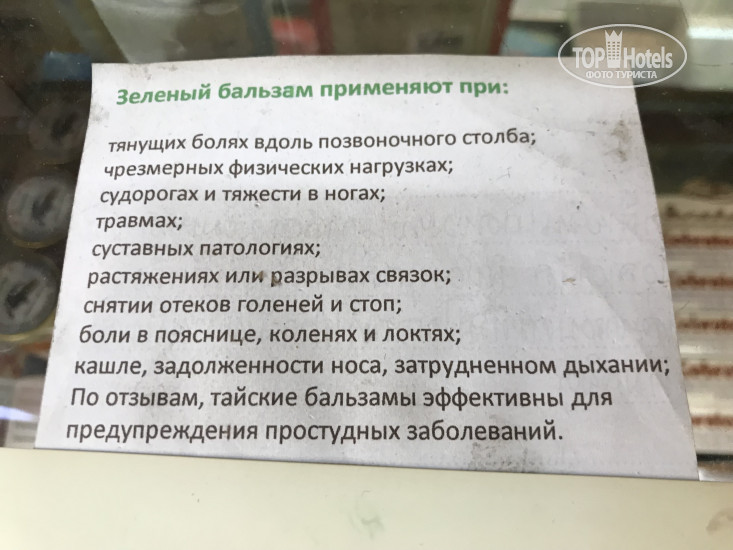 TOP Hotels
ФОТО ТУРИСТА
Зеленый бальзам применяют при:
тянущих болях вдоль позвоночного столба;
чрезмерных физических нагрузках;
судорогах и тяжести в ногах;
травмах;
суставных патологиях;
растяжениях или разрывах связок;
снятии отеков голеней и стоп;
боли в пояснице, коленях и локтях;
кашле, задолженности носа, затрудненном дыхании;
По отзывам, тайские бальзамы эффективны для
предупреждения простудных заболеваний.